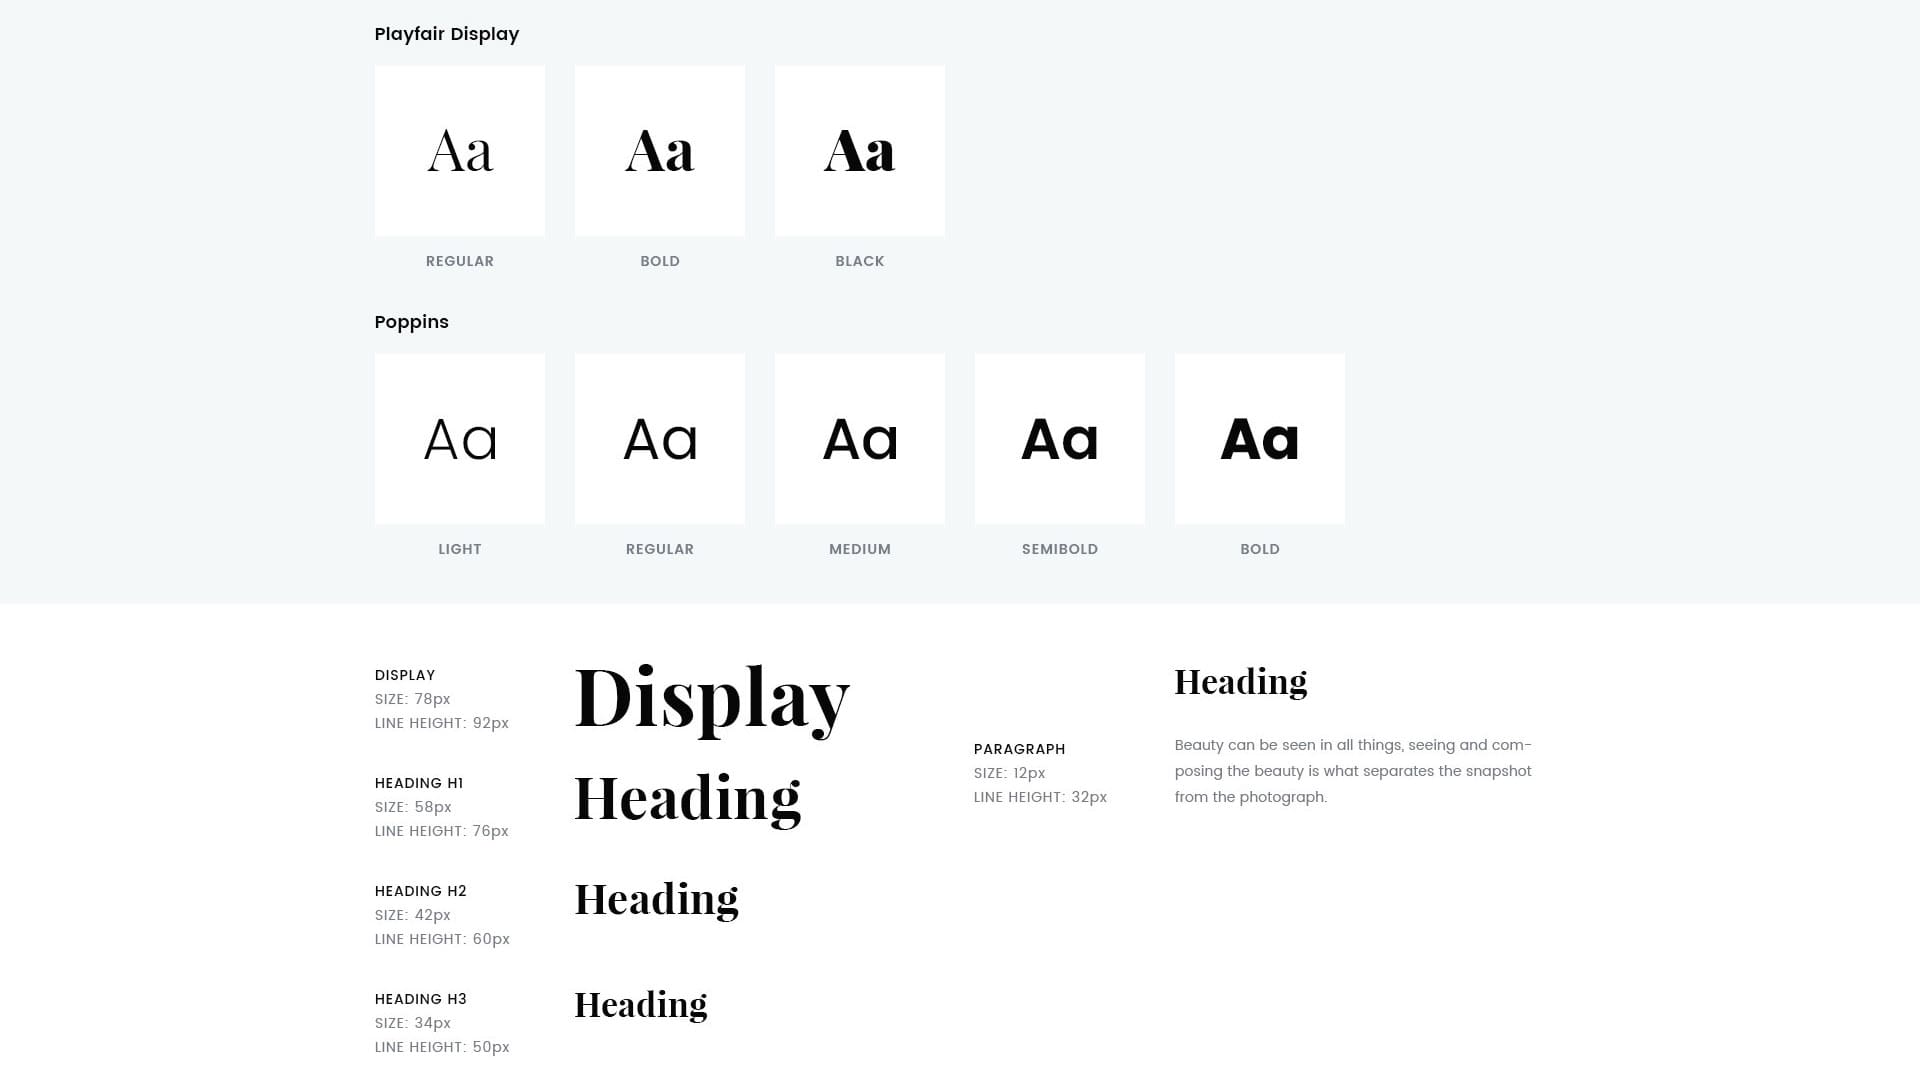 Playfair Display
Aa
Aa
Aa
REGULAR
BOLD
BLACK
Poppins
Aa
Aa
Aa
Aa
Aa
LIGHT
REGULAR
MEDIUM
SEMIBOLD
BOLD
DISPLAY
SIZE: 78px
LINE HEIGHT: 92px
Display
HEADING H1
SIZE: 58px
LINE HEIGHT: 76px
Heading
HEADING H2
SIZE: 42px
LINE HEIGHT: 60px
Heading
HEADING H3
SIZE: 34px
LINE HEIGHT: 50px
Heading
PARAGRAPH
SIZE: 12px
LINE HEIGHT: 32px
Heading
Beauty can be seen in all things, seeing and com-
posing the beauty is what separates the snapshot
from the photograph.